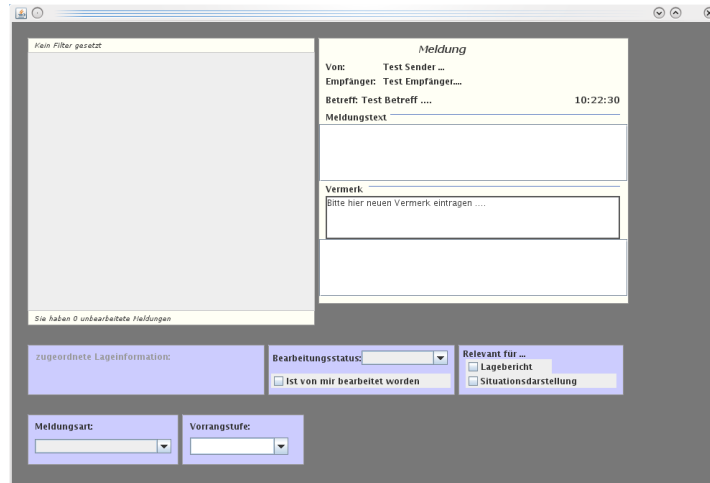 Kein Filter gesetzt
Sie haben 0 unbearbeitete Meldungen
Meldung
Von: Test Sender ...
Empfänger: Test Empfänger....
Betreff: Test Betreff .... 10:22:30
Meldungstext
Vermerk
Bitte hier neuen Vermerk eintragen ....
zugeordnete Lageinformation:
Bearbeitungsstatus:
Ist von mir bearbeitet worden
Relevant für ...
Lagebericht
Situationsdarstellung
Meldungsart:
Vorrangstufe: